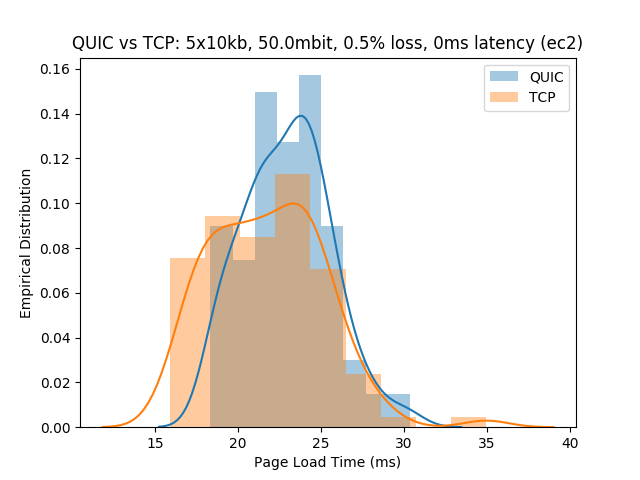 QUIC vs TCP: 5x10kb, 50.0mbit, 0.5% loss, 0ms latency (ec2)
QUIC
TCP
Empirical Distribution
0.16
0.14
0.12
0.10
0.08
0.06
0.04
0.02
0.00
15 20 25 30 35 40
Page Load Time (ms)